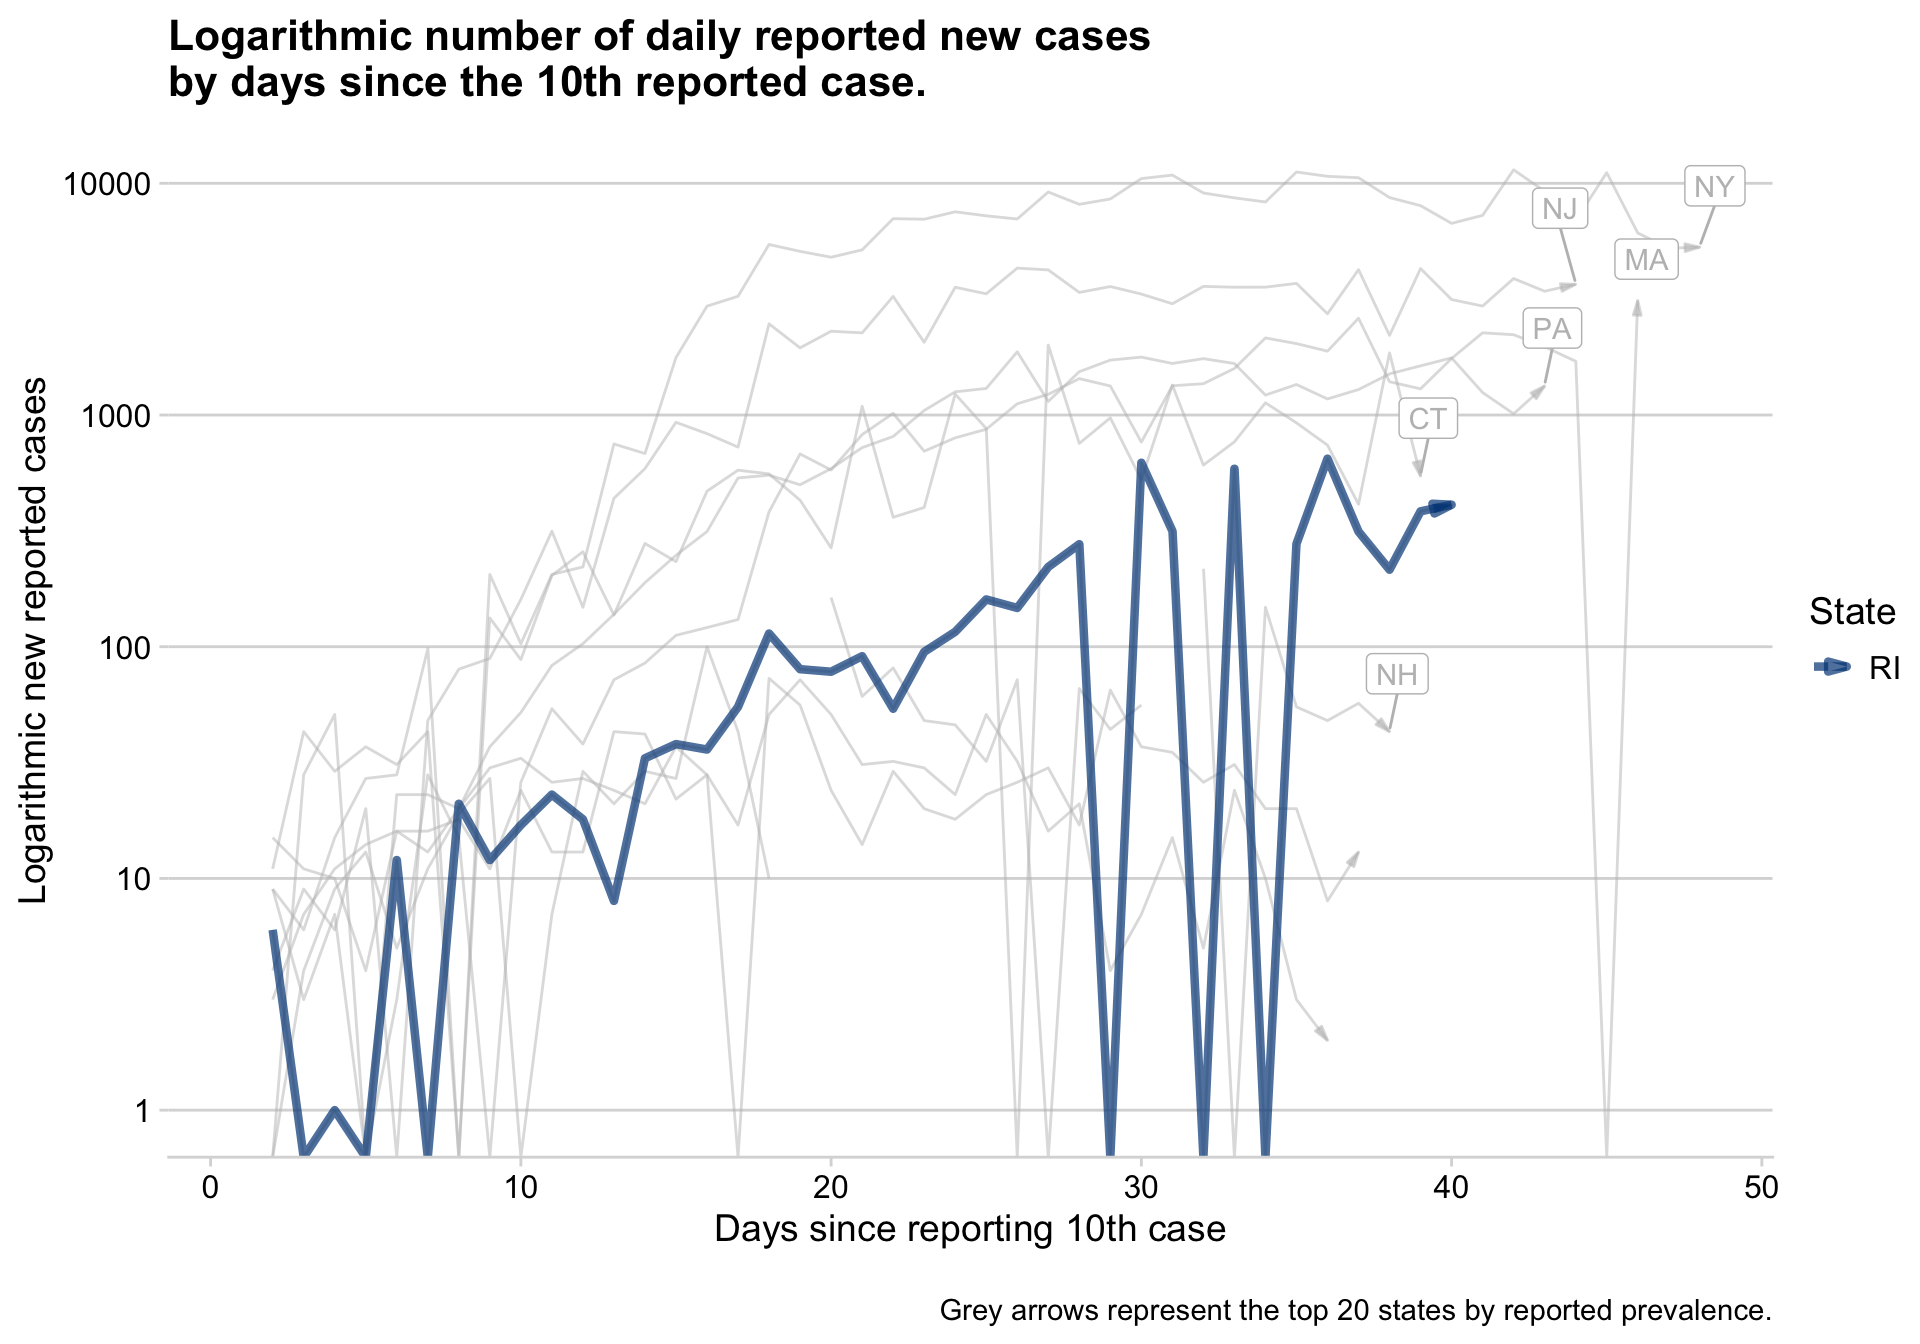 Logarithmic number of daily reported new cases
by days since the 10th reported case.
10000
1000
100
10
1
Logarithmic new reported cases
NY
NJ
MA
PA
CT
NH
State
RI
0 10 20 30 40 50
Days since reporting 10th case
Grey arrows represent the top 20 states by reported prevalence.